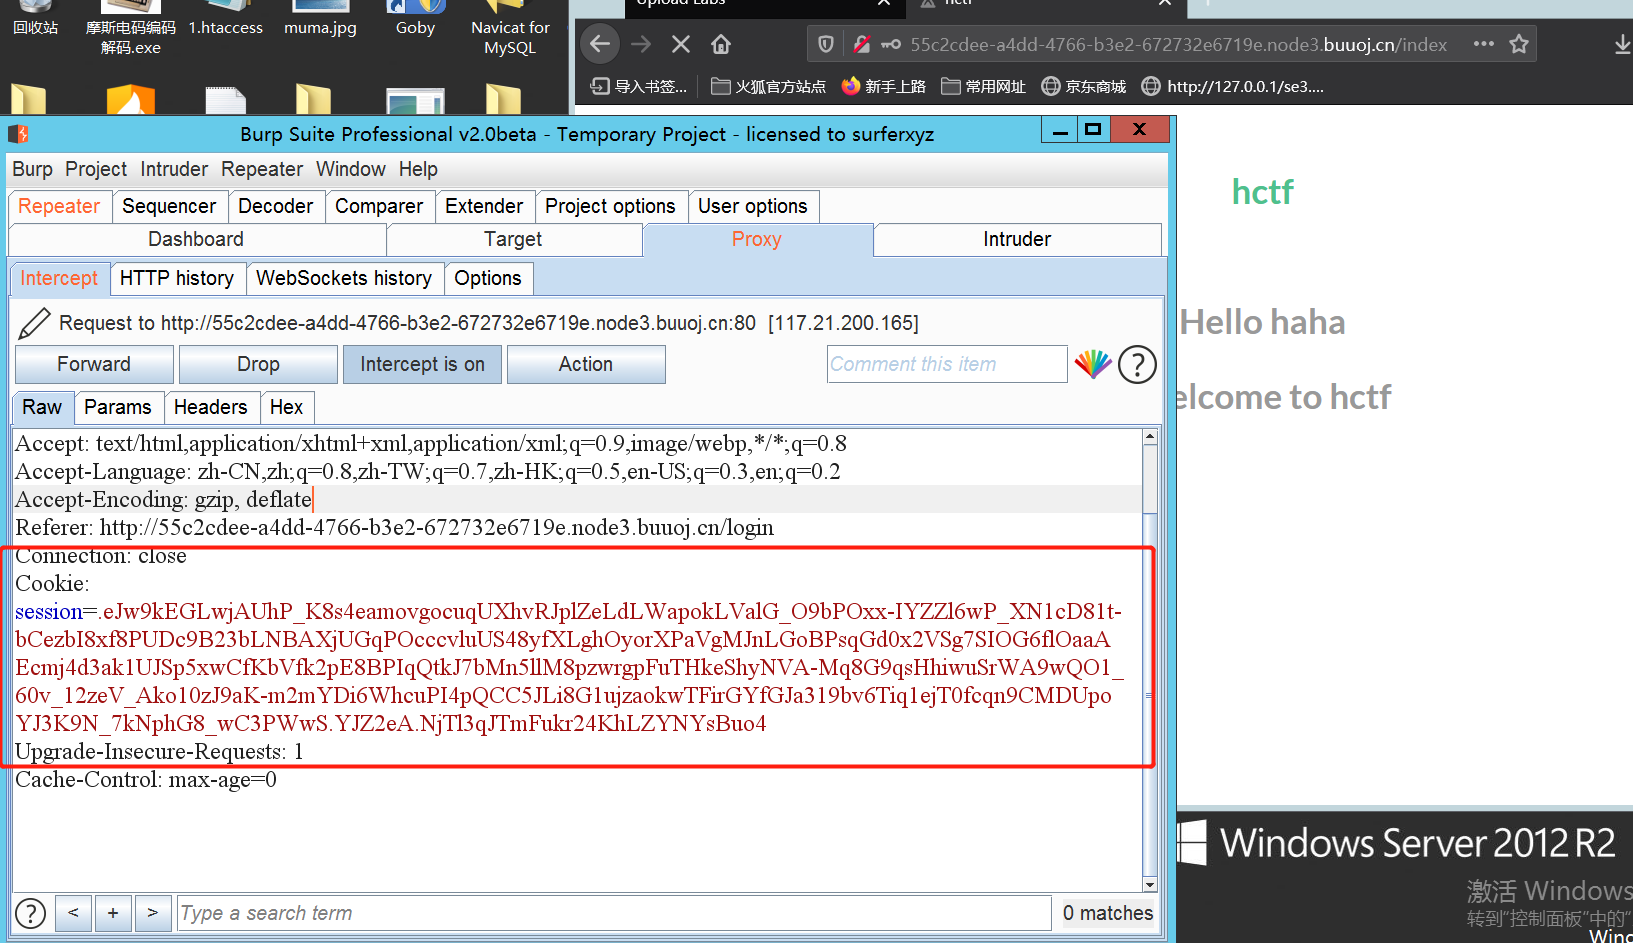 回收站
摩斯电码编码
解码.exe
1.htaccess
muma.jpg
Goby
Navicat for
MySQL
Upload Labs
hctf
55c2cdee-a4dd-4766-b3e2-672732e6719e.node3.buuoj.cn/index
导入书签...
火狐官方站点
新手上路
常用网址
京东商城
http://127.0.0.1/se3....
Burp Suite Professional v2.0beta - Temporary Project - licensed to surferxyz
Burp Project Intruder Repeater Window Help
Repeater Sequencer Decoder Comparer Extender Project options User options
Dashboard Target Proxy Intruder
Intercept HTTP history WebSockets history Options
Request to http://55c2cdee-a4dd-4766-b3e2-672732e6719e.node3.buuoj.cn:80 [117.21.200.165]
Forward Drop Intercept is on Action Comment this item ?
Raw Params Headers Hex
Accept: text/html,application/xhtml+xml,application/xml;q=0.9,image/webp,*/*;q=0.8
Accept-Language: zh-CN,zh;q=0.8,zh-TW;q=0.7,zh-HK;q=0.5,en-US;q=0.3,en;q=0.2
Accept-Encoding: gzip, deflate
Referer: http://55c2cdee-a4dd-4766-b3e2-672732e6719e.node3.buuoj.cn/login
Connection: close
Cookie:
session=.eJw9kEGLwjAUhP_K8s4eamovgocuqUXhvRJplZeLdLWapokLValG_O9bPOxx-IYZZl6wP_XN1cD81t-
bCezbI8xf8PUDc9B23bLNBAXjUGqPOcccvluUS48yfXLghOyorXPaVgMJnLGoBPsqGd0x2VSg7SIOG6flOaaA
Ecmj4d3ak1UJSp5xwCfKbVfk2pE8BPIqQtkJ7bMn5llM8pzwrgpFuTHkeShyNVA-Mq8G9qsHhiwuSrWA9wQO1_
60v_12zeV_Ako10zJ9aK-m2mYDi6WhcuPI4pQCC5JLi8G1ujzaokwTFirGYfGJa319bv6Tiq1ejT0fcqn9CMDUpo
YJ3K9N_7kNphG8_wC3PWwS.YJZ2eA.NjTl3qJTmFukr24KhLZYNYsBuo4
Upgrade-Insecure-Requests: 1
Cache-Control: max-age=0
? < + > Type a search term 0 matches
hctf
Hello haha
elcome to hctf
Windows Server 2012 R2
激活 Windows
转到"控制面板"中的"
Winc